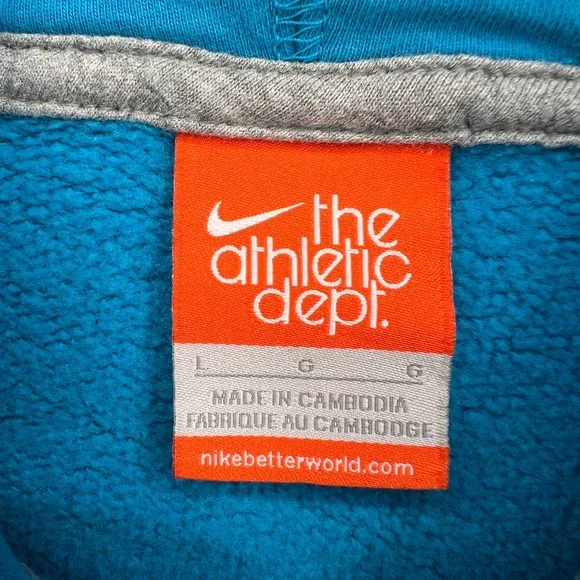 the
athletic
dept.
L G G
MADE IN CAMBODIA
FABRIQUE AU CAMBODGE
nikebetterworld.com